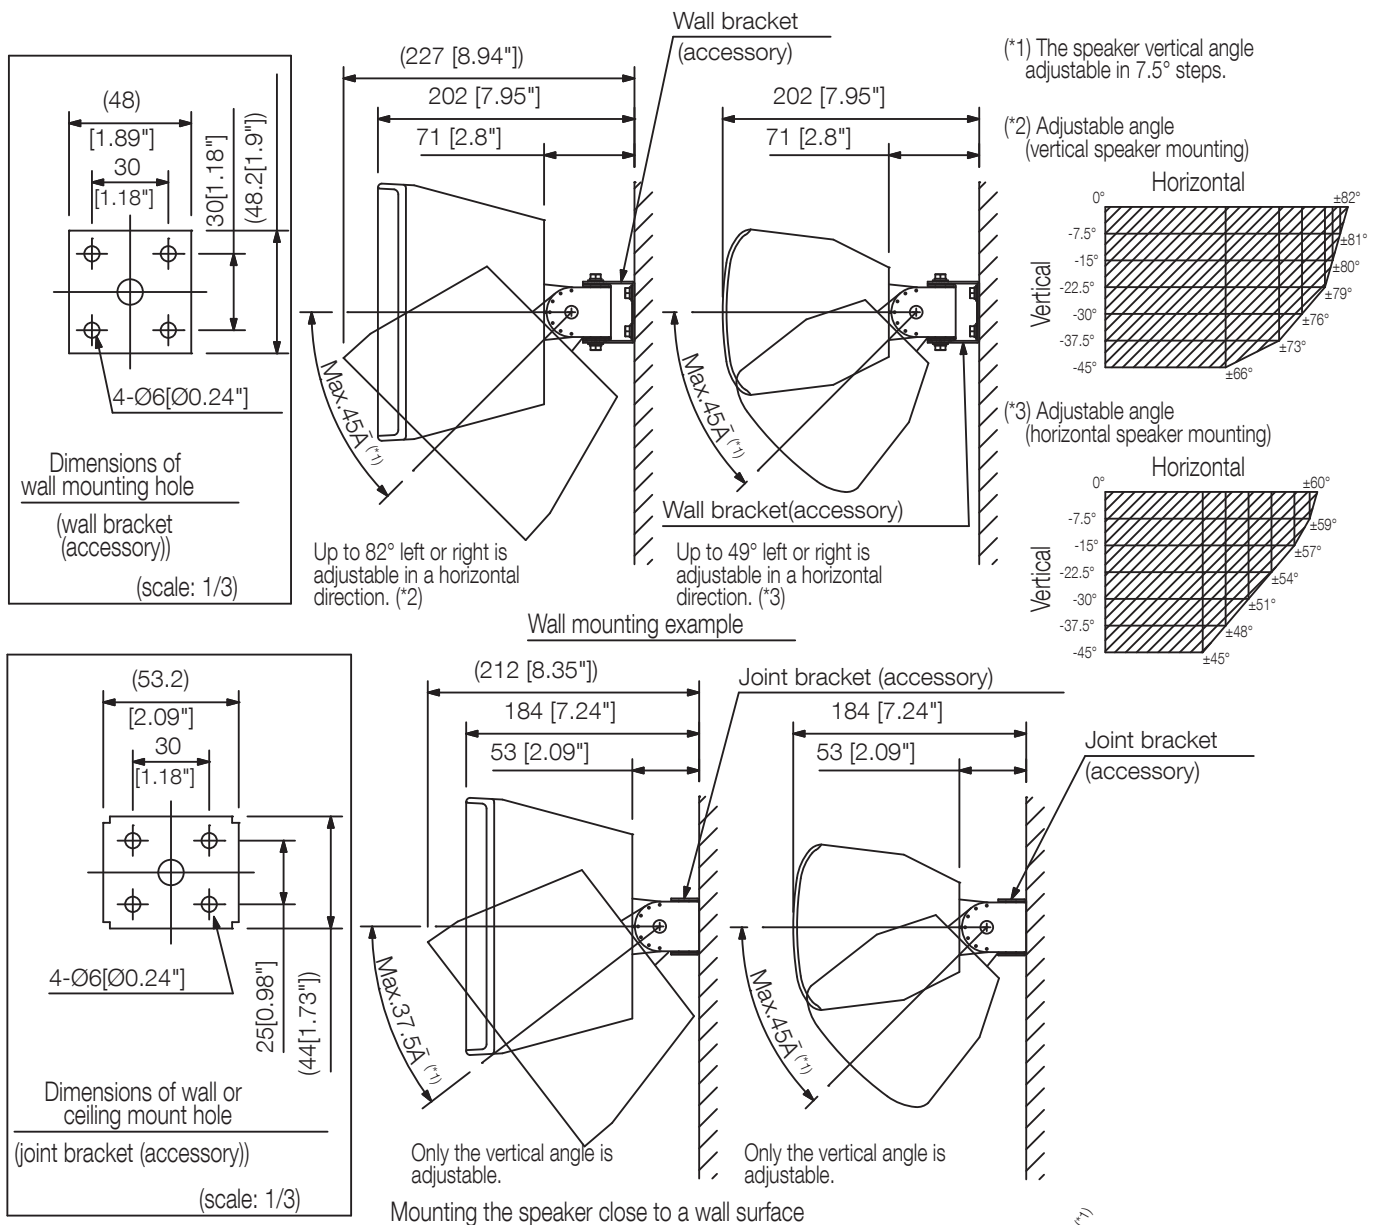 Wall bracket
(accessory)
(227 [8.94"])
202 [7.95"]
71 [2.8"]
202 [7.95"]
71 [2.8"]
(*1) The speaker vertical angle
adjustable in 7.5° steps.
(*2) Adjustable angle
(vertical speaker mounting)
Horizontal
0°
±82°
-7.5°
±81°
-15°
±80°
-22.5°
±79°
-30°
±76°
-37.5°
±73°
-45°
±66°
Vertical
(48)
[1.89"]
30
[1.18"]
30[1.18"]
(48.2[1.9"])
4-Ø6[Ø0.24"]
Dimensions of
wall mounting hole
(wall bracket
(accessory))
(scale: 1/3)
Max.45Ā (*1)
Max.45Ā (*1)
Wall bracket(accessory)
Up to 82° left or right is
adjustable in a horizontal
direction. (*2)
Up to 49° left or right is
adjustable in a horizontal
direction. (*3)
Wall mounting example
(*3) Adjustable angle
(horizontal speaker mounting)
Horizontal
0°
±60°
-7.5°
±59°
-15°
±57°
-22.5°
±54°
-30°
±51°
-37.5°
±48°
-45°
±45°
Vertical
(53.2)
[2.09"]
30
[1.18"]
25[0.98"]
(44[1.73"])
4-Ø6[Ø0.24"]
Dimensions of wall or
ceiling mount hole
(joint bracket (accessory))
(scale: 1/3)
(212 [8.35"])
184 [7.24"]
53 [2.09"]
Joint bracket (accessory)
184 [7.24"]
53 [2.09"]
Joint bracket
(accessory)
Max.37.5Ā (*1)
Max.45Ā (*1)
Only the vertical angle is
adjustable.
Only the vertical angle is
adjustable.
Mounting the speaker close to a wall surface
(*1)